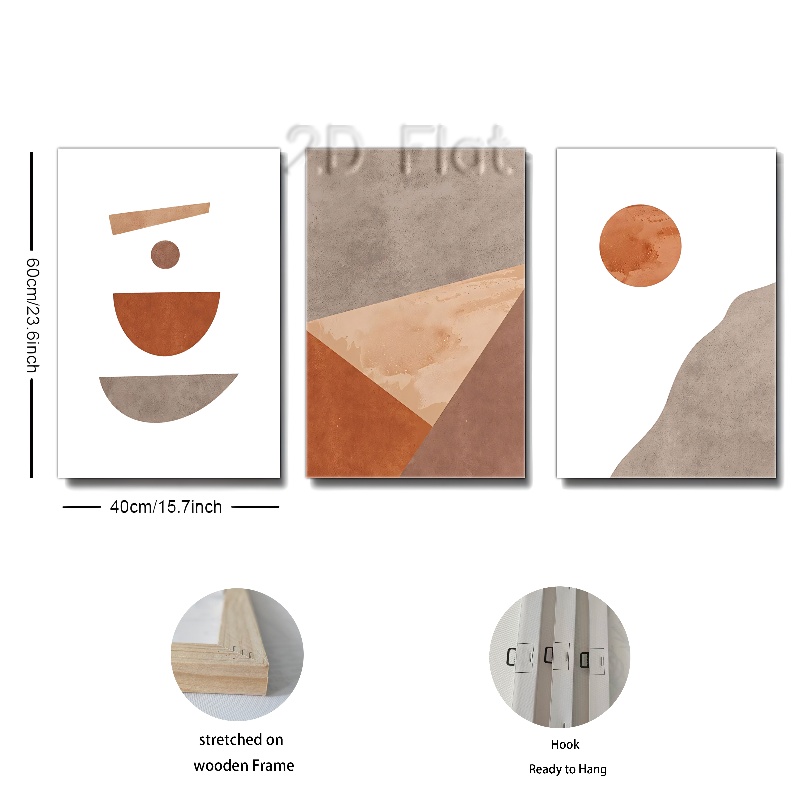 2D Flat
60cm/23.6inch
40cm/15.7inch
stretched on
wooden Frame
Hook
Ready to Hang